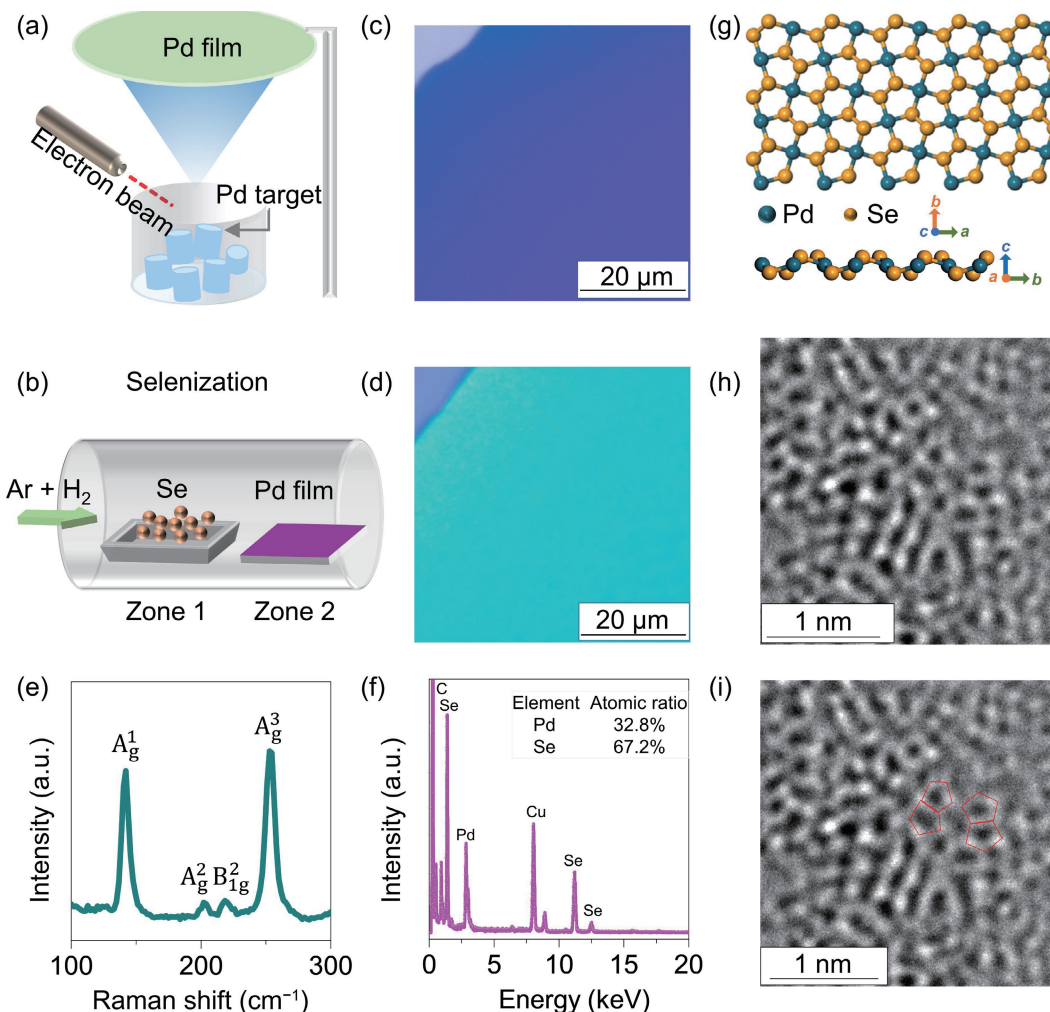 (a)
Pd film
Electron beam
Pd target
(b)
Selenization
Ar + H₂
Se
Pd film
Zone 1
Zone 2
(c)
20 μm
(d)
20 μm
(e)
A¹g
A²g
B²1g
A³g
Intensity (a.u.)
100
200
300
Raman shift (cm⁻¹)
(f)
C
Se
Pd
Cu
Se
Se
Element Atomic ratio
Pd 32.8%
Se 67.2%
Intensity (a.u.)
0 5 10 15 20
Energy (keV)
(g)
Pd
Se
b
c
a
c
a
b
(h)
1 nm
(i)
1 nm